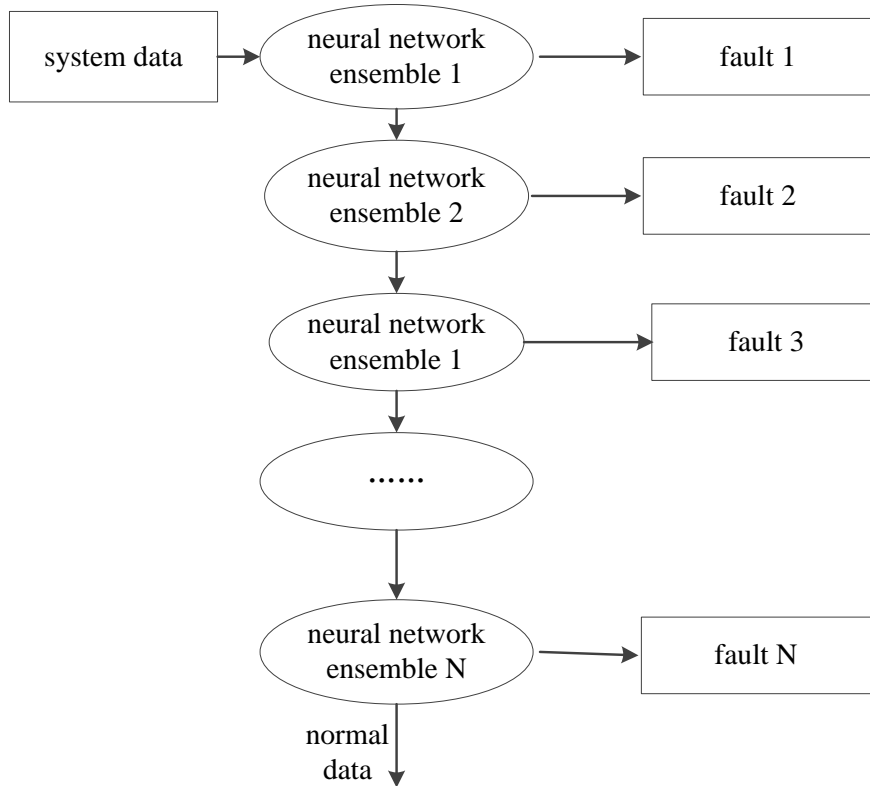 system data
neural network
ensemble 1
fault 1
neural network
ensemble 2
fault 2
neural network
ensemble 1
fault 3
......
neural network
ensemble N
fault N
normal
data